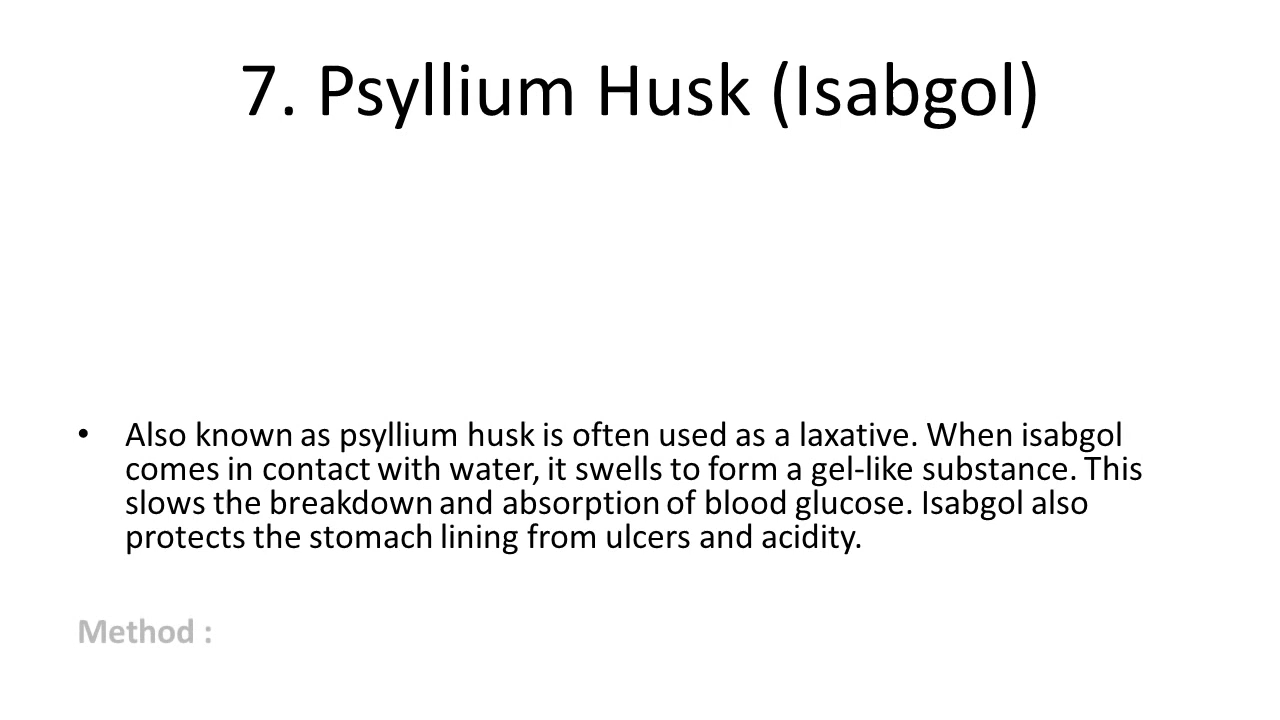 7. Psyllium Husk (Isabgol)
• Also known as psyllium husk is often used as a laxative. When isabgol
comes in contact with water, it swells to form a gel-like substance. This
slows the breakdown and absorption of blood glucose. Isabgol also
protects the stomach lining from ulcers and acidity.
Method :